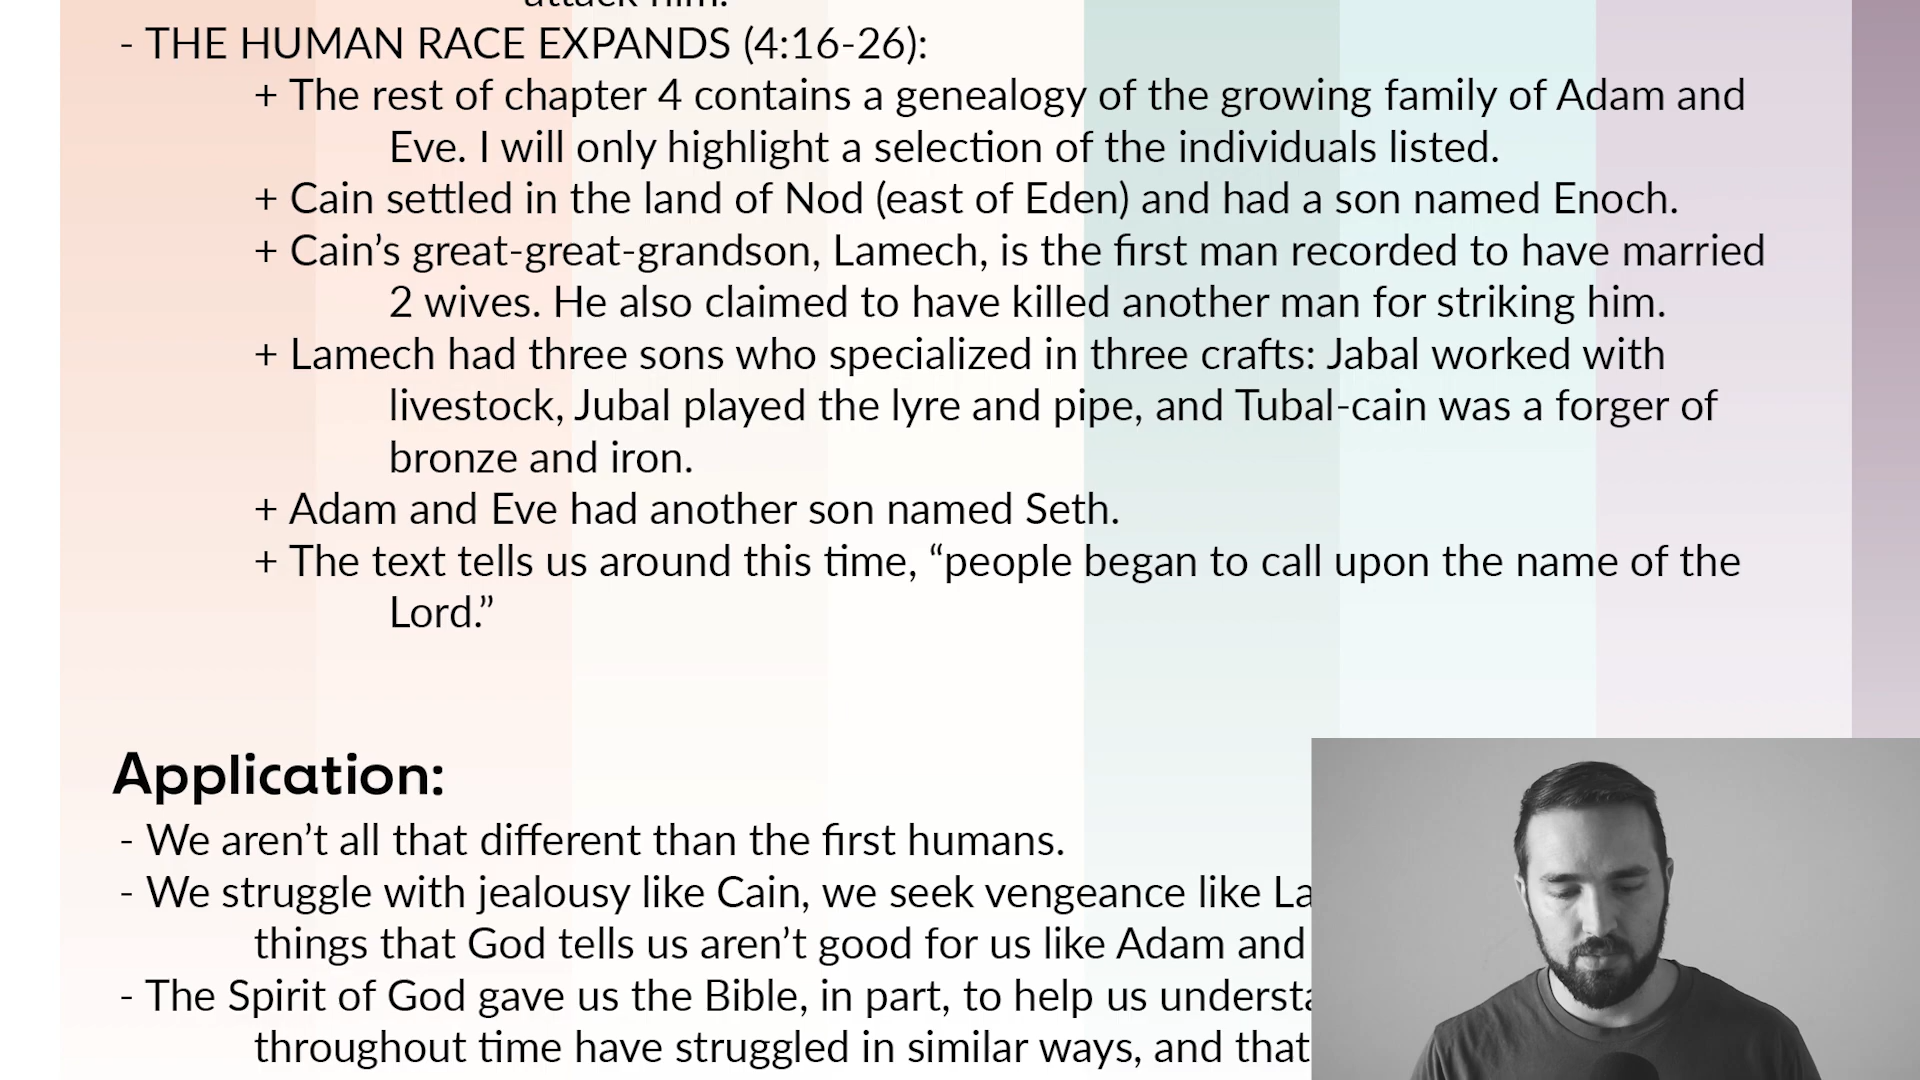 attack him.
- THE HUMAN RACE EXPANDS (4:16-26):
+ The rest of chapter 4 contains a genealogy of the growing family of Adam and
Eve. I will only highlight a selection of the individuals listed.
+ Cain settled in the land of Nod (east of Eden) and had a son named Enoch.
+ Cain’s great-great-grandson, Lamech, is the first man recorded to have married
2 wives. He also claimed to have killed another man for striking him.
+ Lamech had three sons who specialized in three crafts: Jabal worked with
livestock, Jubal played the lyre and pipe, and Tubal-cain was a forger of
bronze and iron.
+ Adam and Eve had another son named Seth.
+ The text tells us around this time, “people began to call upon the name of the
Lord.”
Application:
- We aren’t all that different than the first humans.
- We struggle with jealousy like Cain, we seek vengeance like
things that God tells us aren’t good for us like Adam and
- The Spirit of God gave us the Bible, in part, to help us
throughout time have struggled in similar ways, and that